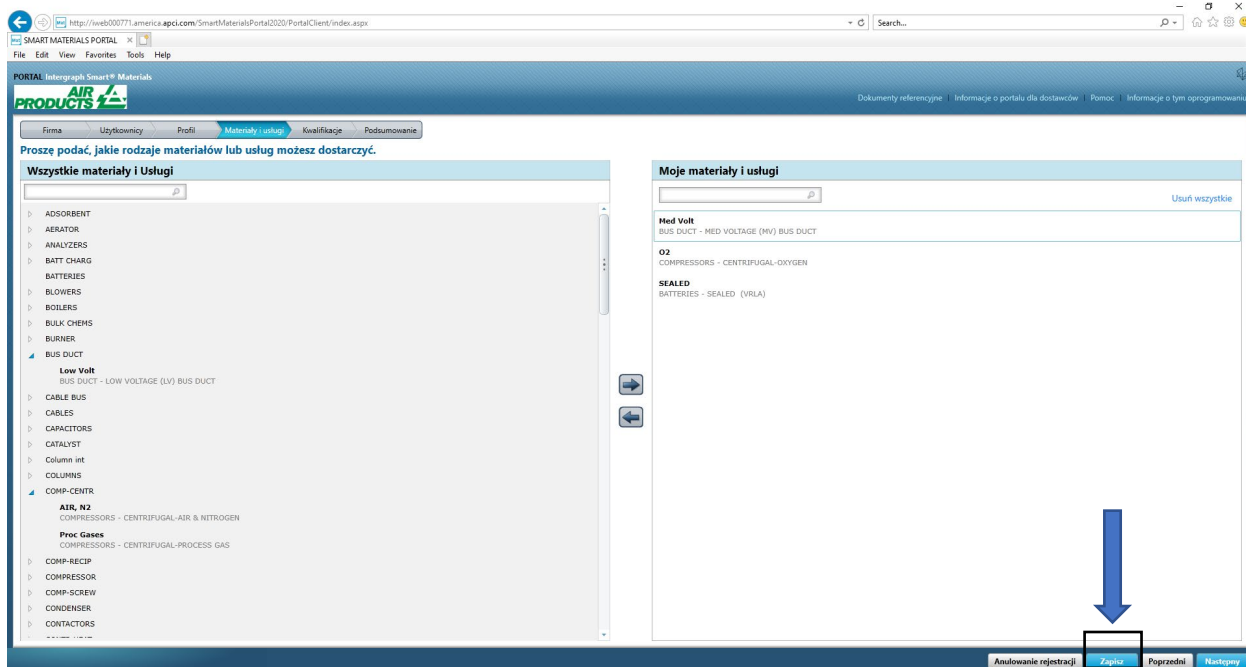 http://iweb000771.america.apci.com/SmartMaterialsPortal2020/PortalClient/index.aspx
Search...
SMART MATERIALS PORTAL
File Edit View Favorites Tools Help
PORTAL Intergraph Smart® Materials
AIR PRODUCTS
Dokumenty referencyjne | Informacje o portalu dla dostawców | Pomoc | Informacje o tym oprogramowaniu
Firma Użytkownicy Profil Materiały i usługi Kwalifikacje Podsumowanie
Proszę podać, jakie rodzaje materiałów lub usług możesz dostarczyć.
Wszystkie materiały i Usługi
ADSORBENT
AERATOR
ANALYZERS
BATT CHARG
BATTERIES
BLOWERS
BOILERS
BULK CHEMS
BURNER
BUS DUCT
Low Volt
BUS DUCT - LOW VOLTAGE (LV) BUS DUCT
CABLE BUS
CABLES
CAPACITORS
CATALYST
Column int
COLUMNS
COMP-CENTR
AIR, N2
COMPRESSORS - CENTRIFUGAL-AIR & NITROGEN
Proc Gases
COMPRESSORS - CENTRIFUGAL-PROCESS GAS
COMP-RECIP
COMPRESSOR
COMP-SCREW
CONDENSER
CONTACTORS
Moje materiały i usługi
Usuń wszystkie
Med Volt
BUS DUCT - MED VOLTAGE (MV) BUS DUCT
O2
COMPRESSORS - CENTRIFUGAL-OXYGEN
SEALED
BATTERIES - SEALED (VRLA)
Anulowanie rejestracji Zapisz Poprzedni Następny